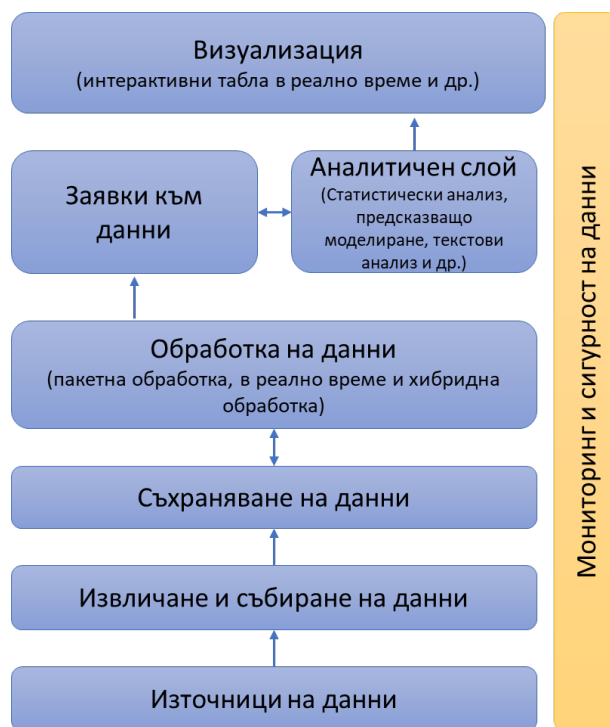 Визуализация
(интерактивни табла в реално време и др.)
Заявки към
данни
Аналитичен слой
(Статистически анализ,
предсказващо
моделиране, текстови
анализ и др.)
Обработка на данни
(пакетна обработка, в реално време и хибридна
обработка)
Съхраняване на данни
Извличане и събиране на данни
Източници на данни
Мониторинг и сигурност на данни